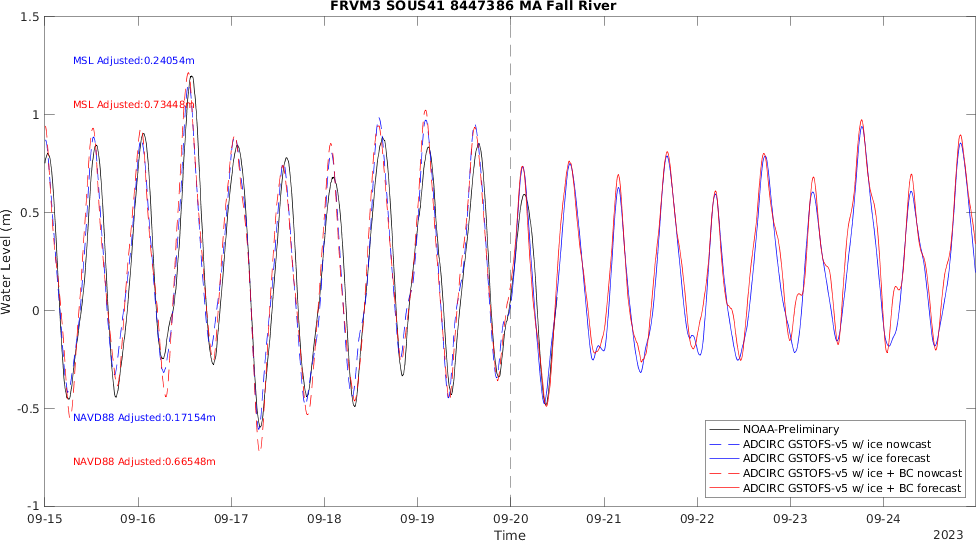 FRVM3 SOUS41 8447386 MA Fall River
1.5
1
0.5
0
-0.5
-1
Water Level (m)
MSL Adjusted:0.24054m
MSL Adjusted:0.73448m
NAVD88 Adjusted:0.17154m
NAVD88 Adjusted:0.66548m
NOAA-Preliminary
ADCIRC GSTOFS-v5 w/ ice nowcast
ADCIRC GSTOFS-v5 w/ ice forecast
ADCIRC GSTOFS-v5 w/ ice + BC nowcast
ADCIRC GSTOFS-v5 w/ ice + BC forecast
09-15 09-16 09-17 09-18 09-19 09-20 09-21 09-22 09-23 09-24
Time
2023